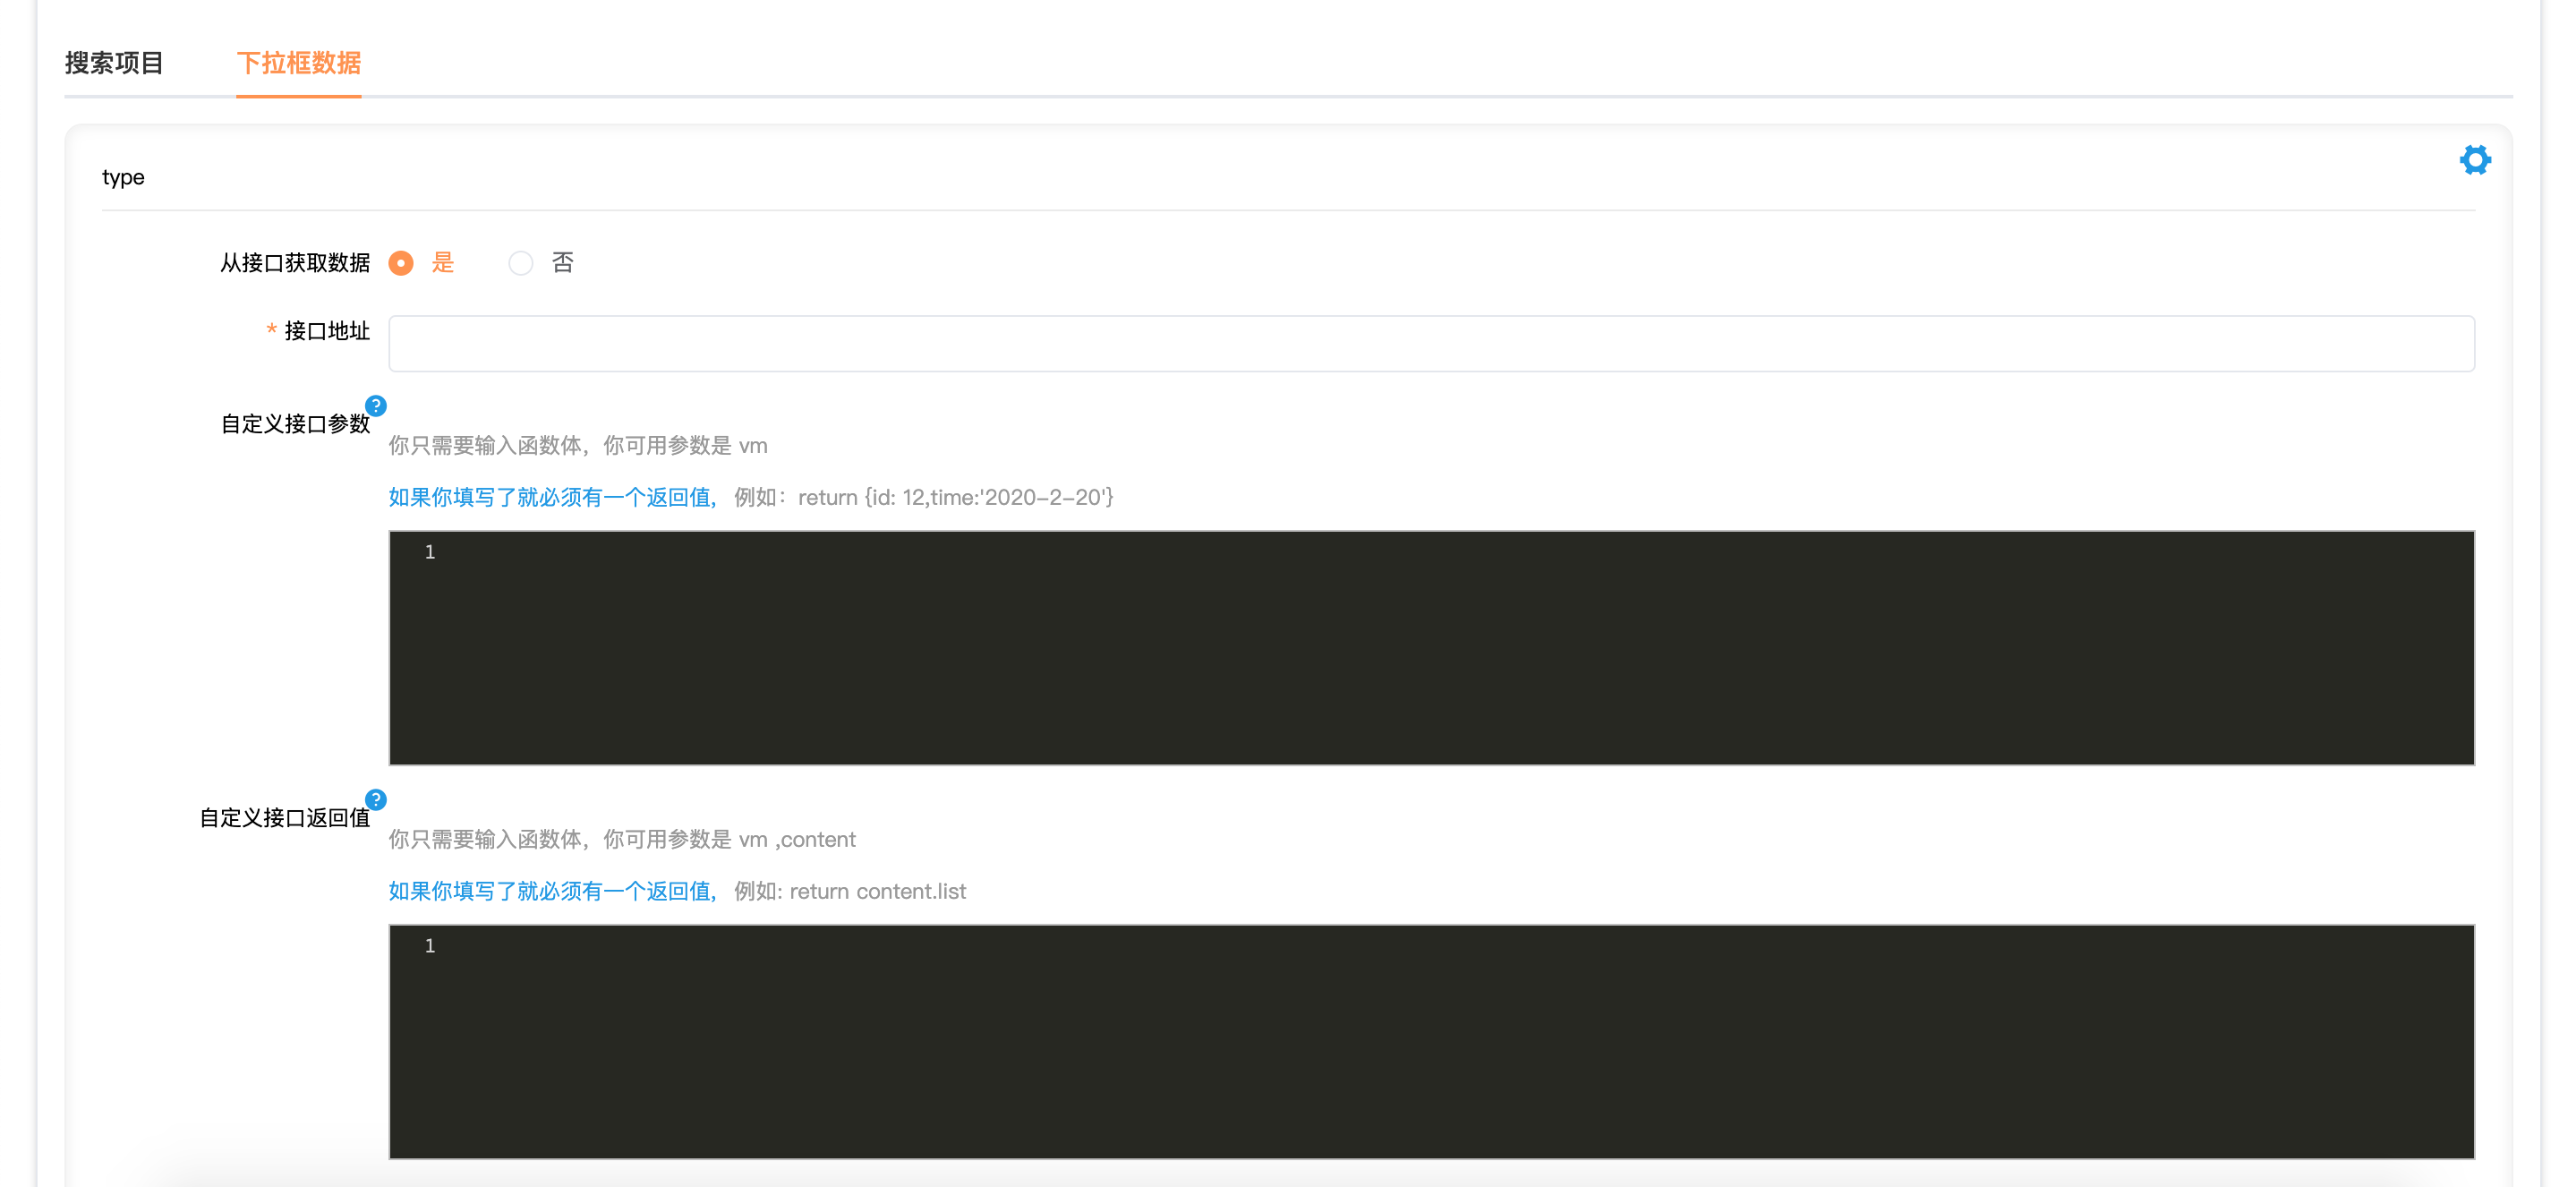 搜索项目 下拉框数据
type
从接口获取数据 是 否
* 接口地址
自定义接口参数 ?
你只需要输入函数体，你可用参数是 vm
如果你填写了就必须有一个返回值，例如：return {id: 12,time:'2020-2-20'}
1
自定义接口返回值 ?
你只需要输入函数体，你可用参数是 vm ,content
如果你填写了就必须有一个返回值，例如: return content.list
1